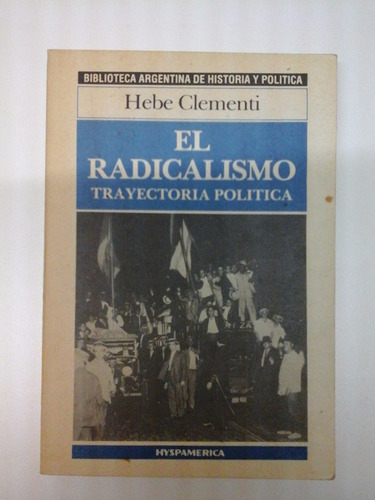 BIBLIOTECA ARGENTINA DE HISTORIA Y POLITICA
Hebe Clementi
EL
RADICALISMO
TRAYECTORIA POLITICA
HYSPAMERICA